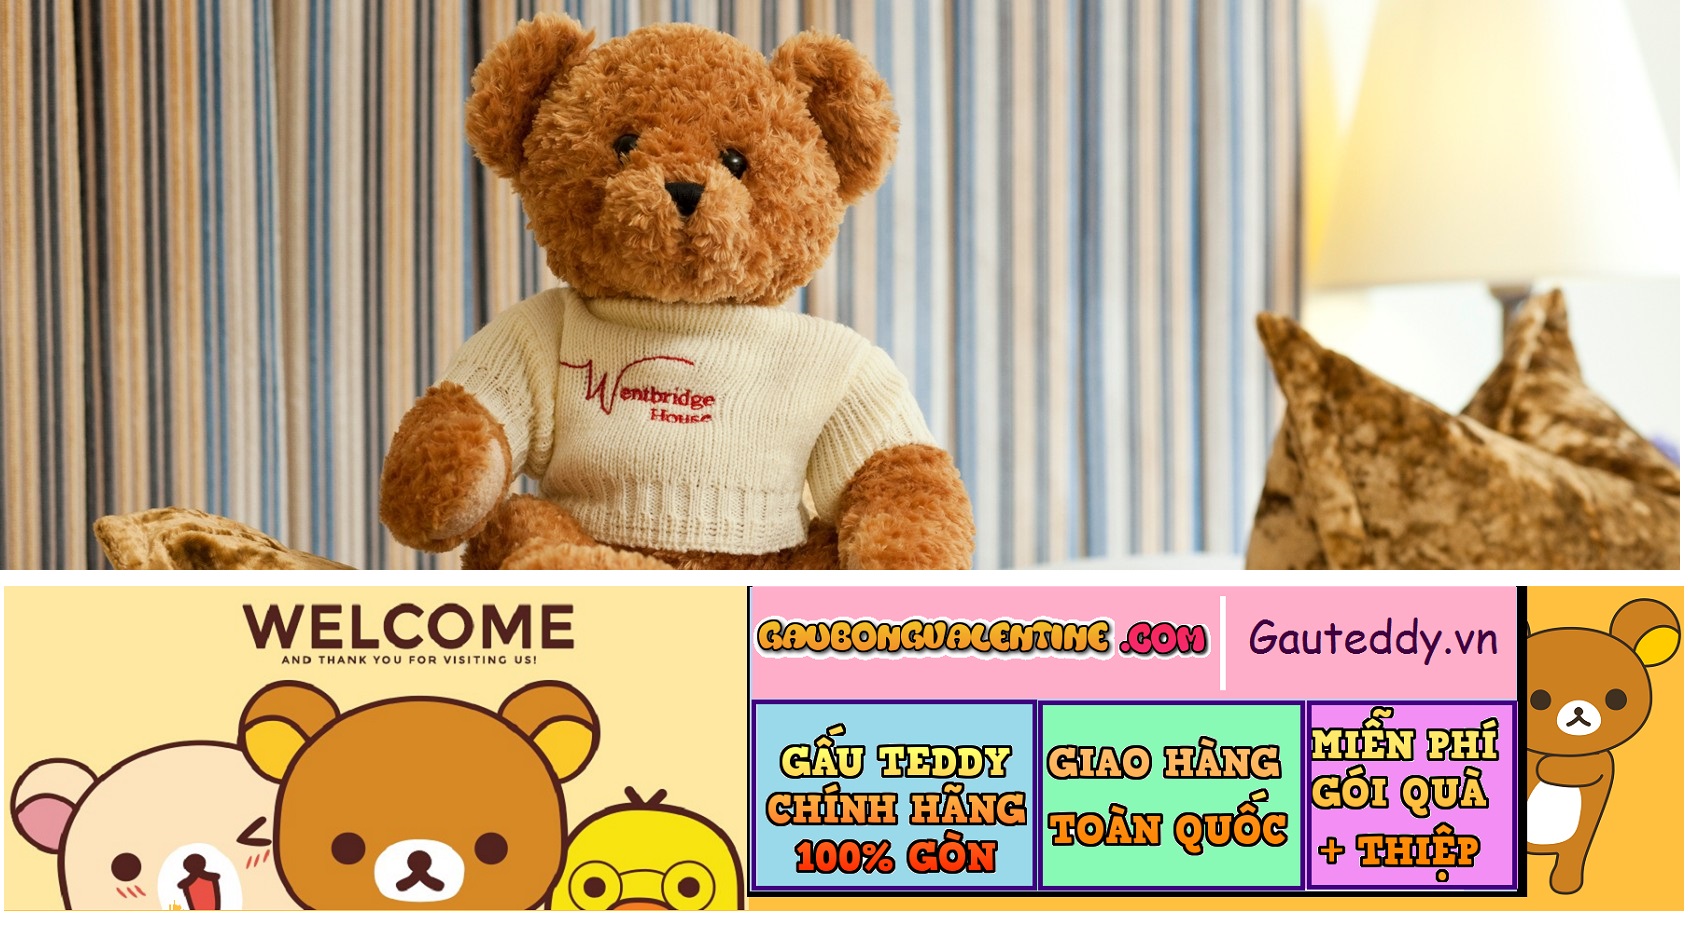 Wentbridge
House
WELCOME
AND THANK YOU FOR VISITING US!
GAUBONGVALENTINE.COM
Gauteddy.vn
GẤU TEDDY
CHÍNH HÃNG
100% GÒN
GIAO HÀNG
TOÀN QUỐC
MIỄN PHÍ
GÓI QUÀ
+ THIỆP